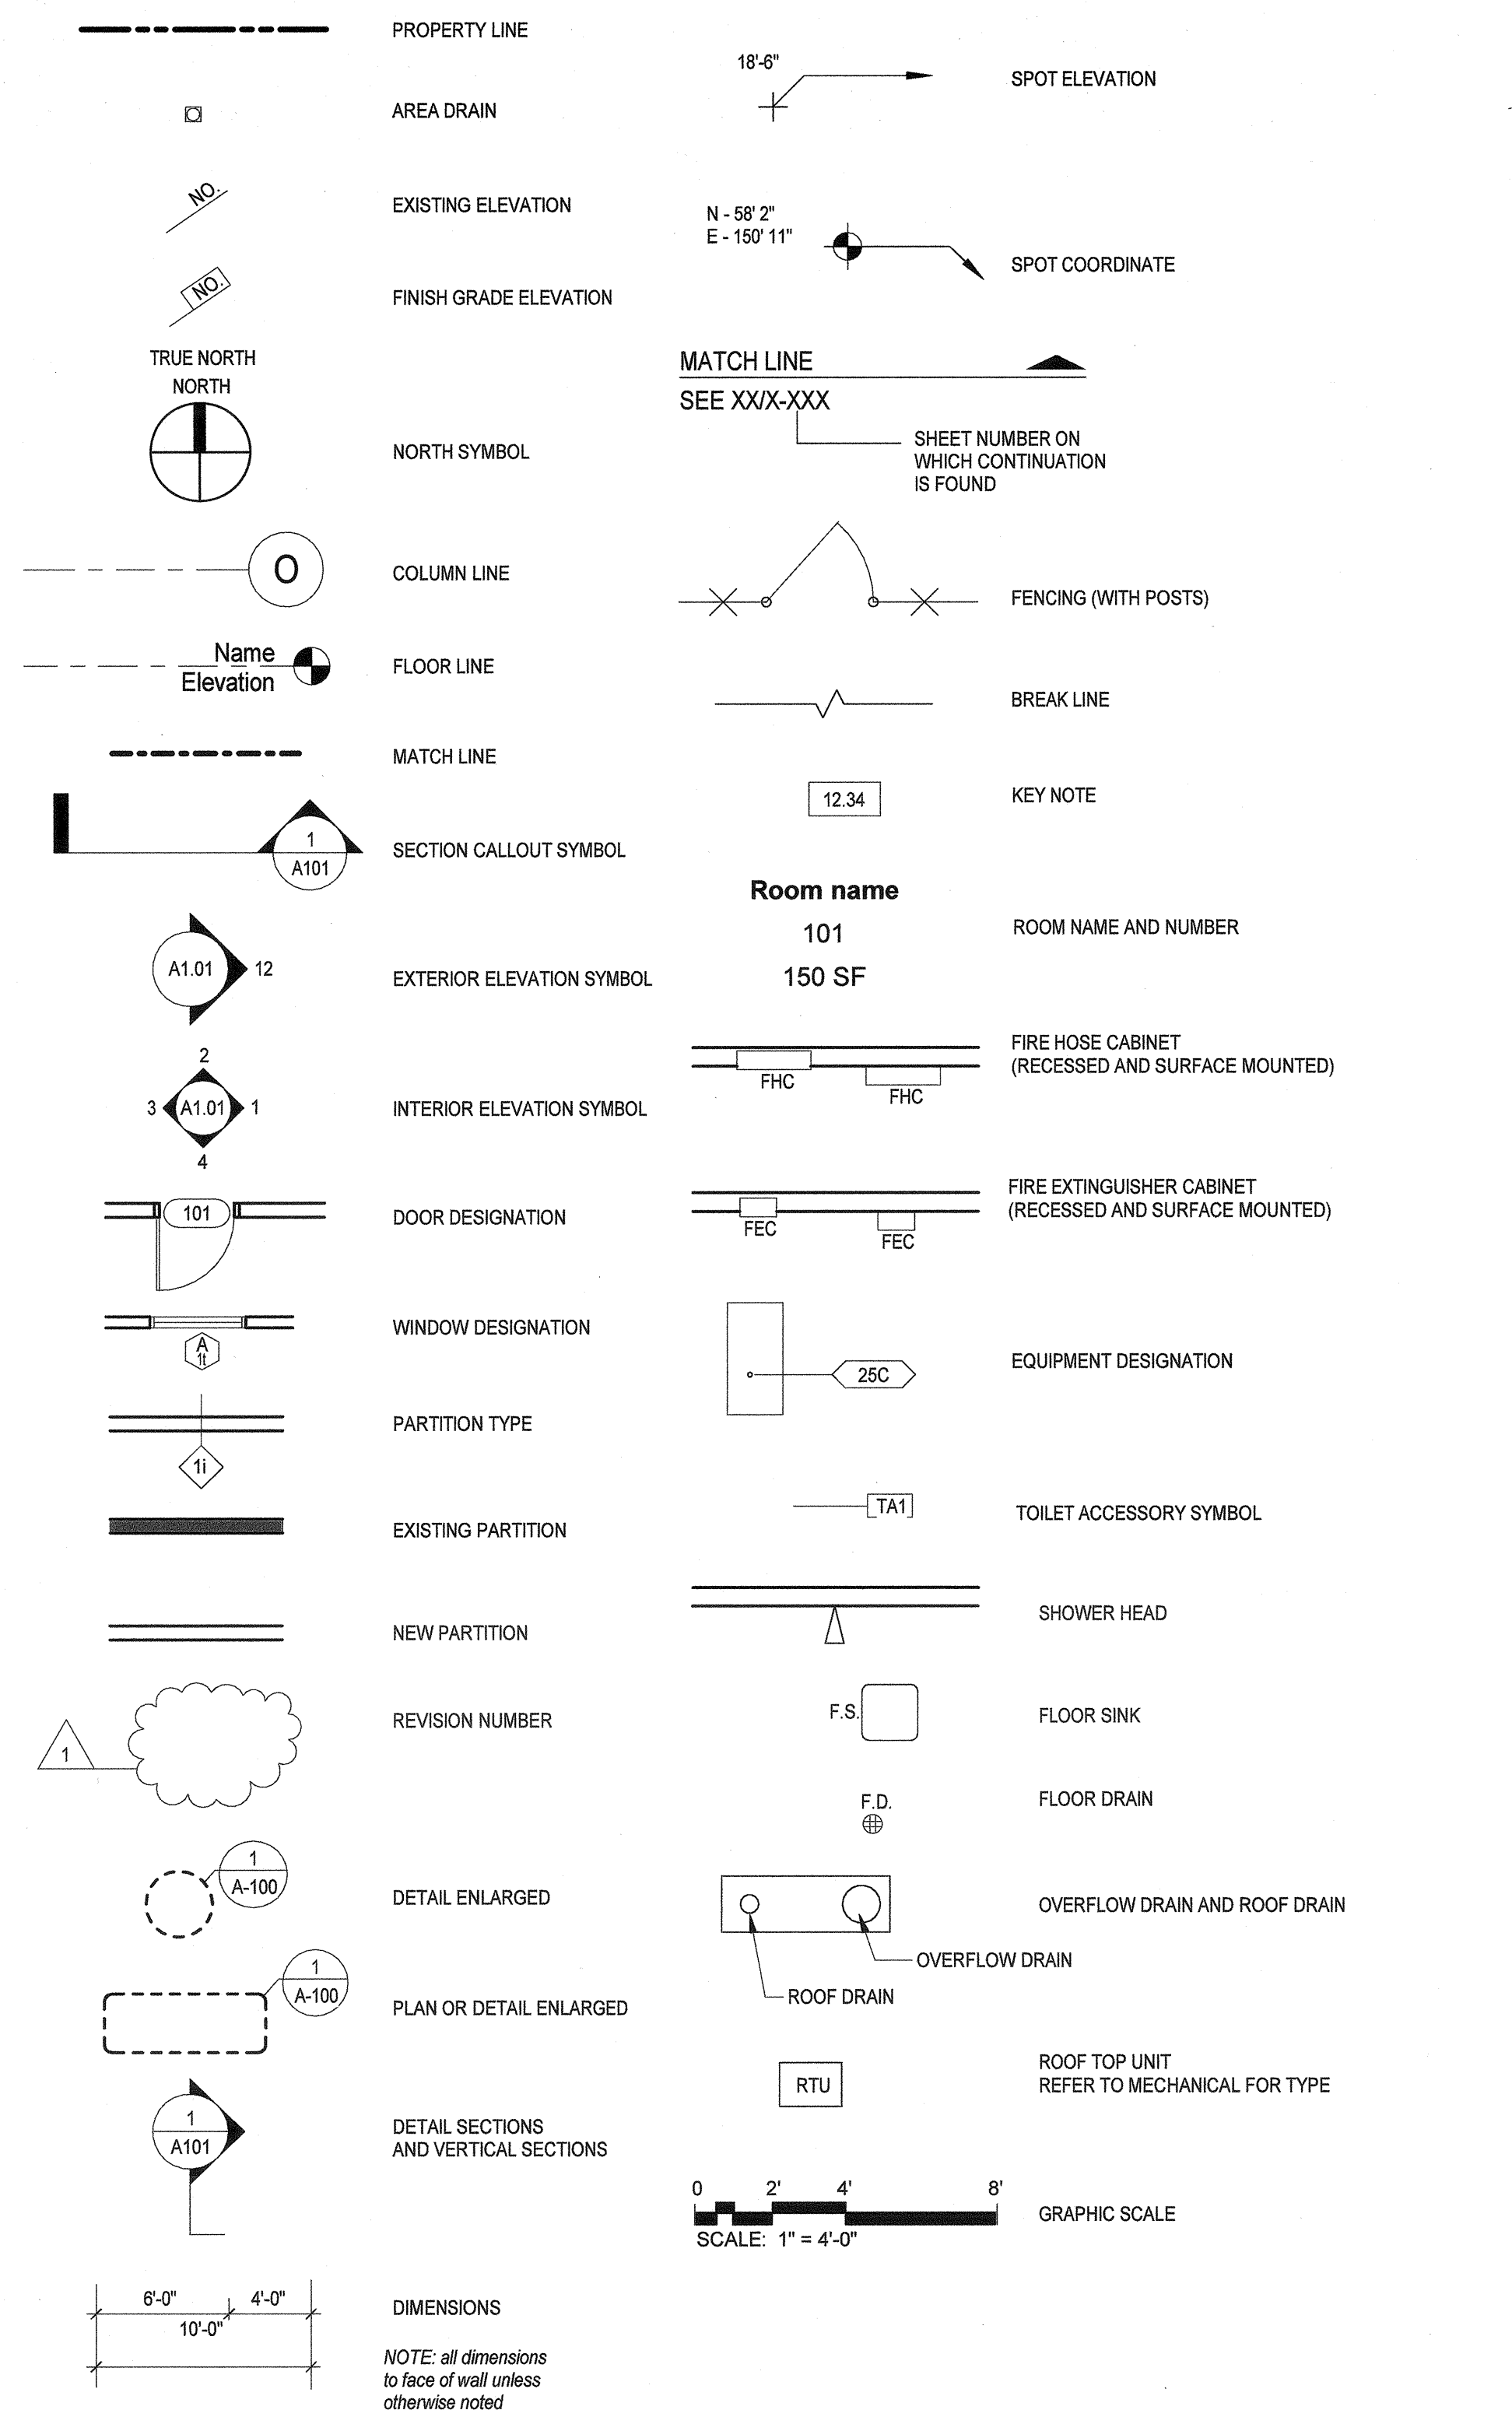 PROPERTY LINE
AREA DRAIN
NO.
EXISTING ELEVATION
NO.
FINISH GRADE ELEVATION
TRUE NORTH
NORTH
NORTH SYMBOL
O
COLUMN LINE
Name
Elevation
FLOOR LINE
MATCH LINE
1
A101
SECTION CALLOUT SYMBOL
A1.01
12
EXTERIOR ELEVATION SYMBOL
2
3 A1.01 1
4
INTERIOR ELEVATION SYMBOL
101
DOOR DESIGNATION
A
1t
WINDOW DESIGNATION
1i
PARTITION TYPE
EXISTING PARTITION
NEW PARTITION
1
REVISION NUMBER
1
A-100
DETAIL ENLARGED
1
A-100
PLAN OR DETAIL ENLARGED
1
A101
DETAIL SECTIONS
AND VERTICAL SECTIONS
6'-0" 4'-0"
10'-0"
DIMENSIONS
NOTE: all dimensions
to face of wall unless
otherwise noted
18'-6"
SPOT ELEVATION
N - 58' 2"
E - 150' 11"
SPOT COORDINATE
MATCH LINE
SEE XX/X-XXX
SHEET NUMBER ON
WHICH CONTINUATION
IS FOUND
FENCING (WITH POSTS)
BREAK LINE
12.34
KEY NOTE
Room name
101
150 SF
ROOM NAME AND NUMBER
FHC
FHC
FIRE HOSE CABINET
(RECESSED AND SURFACE MOUNTED)
FEC
FEC
FIRE EXTINGUISHER CABINET
(RECESSED AND SURFACE MOUNTED)
25C
EQUIPMENT DESIGNATION
TA1
TOILET ACCESSORY SYMBOL
SHOWER HEAD
F.S.
FLOOR SINK
F.D.
FLOOR DRAIN
OVERFLOW DRAIN AND ROOF DRAIN
OVERFLOW DRAIN
ROOF DRAIN
RTU
ROOF TOP UNIT
REFER TO MECHANICAL FOR TYPE
0 2' 4' 8'
SCALE: 1" = 4'-0"
GRAPHIC SCALE